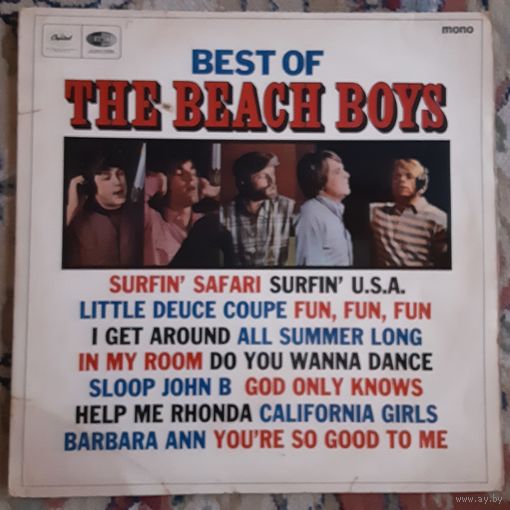 Capitol
mono
BEST OF
THE BEACH BOYS
SURFIN' SAFARI SURFIN' U.S.A.
LITTLE DEUCE COUPE FUN, FUN, FUN
I GET AROUND ALL SUMMER LONG
IN MY ROOM DO YOU WANNA DANCE
SLOOP JOHN B GOD ONLY KNOWS
HELP ME RHONDA CALIFORNIA GIRLS
BARBARA ANN YOU'RE SO GOOD TO ME
www.ay.by